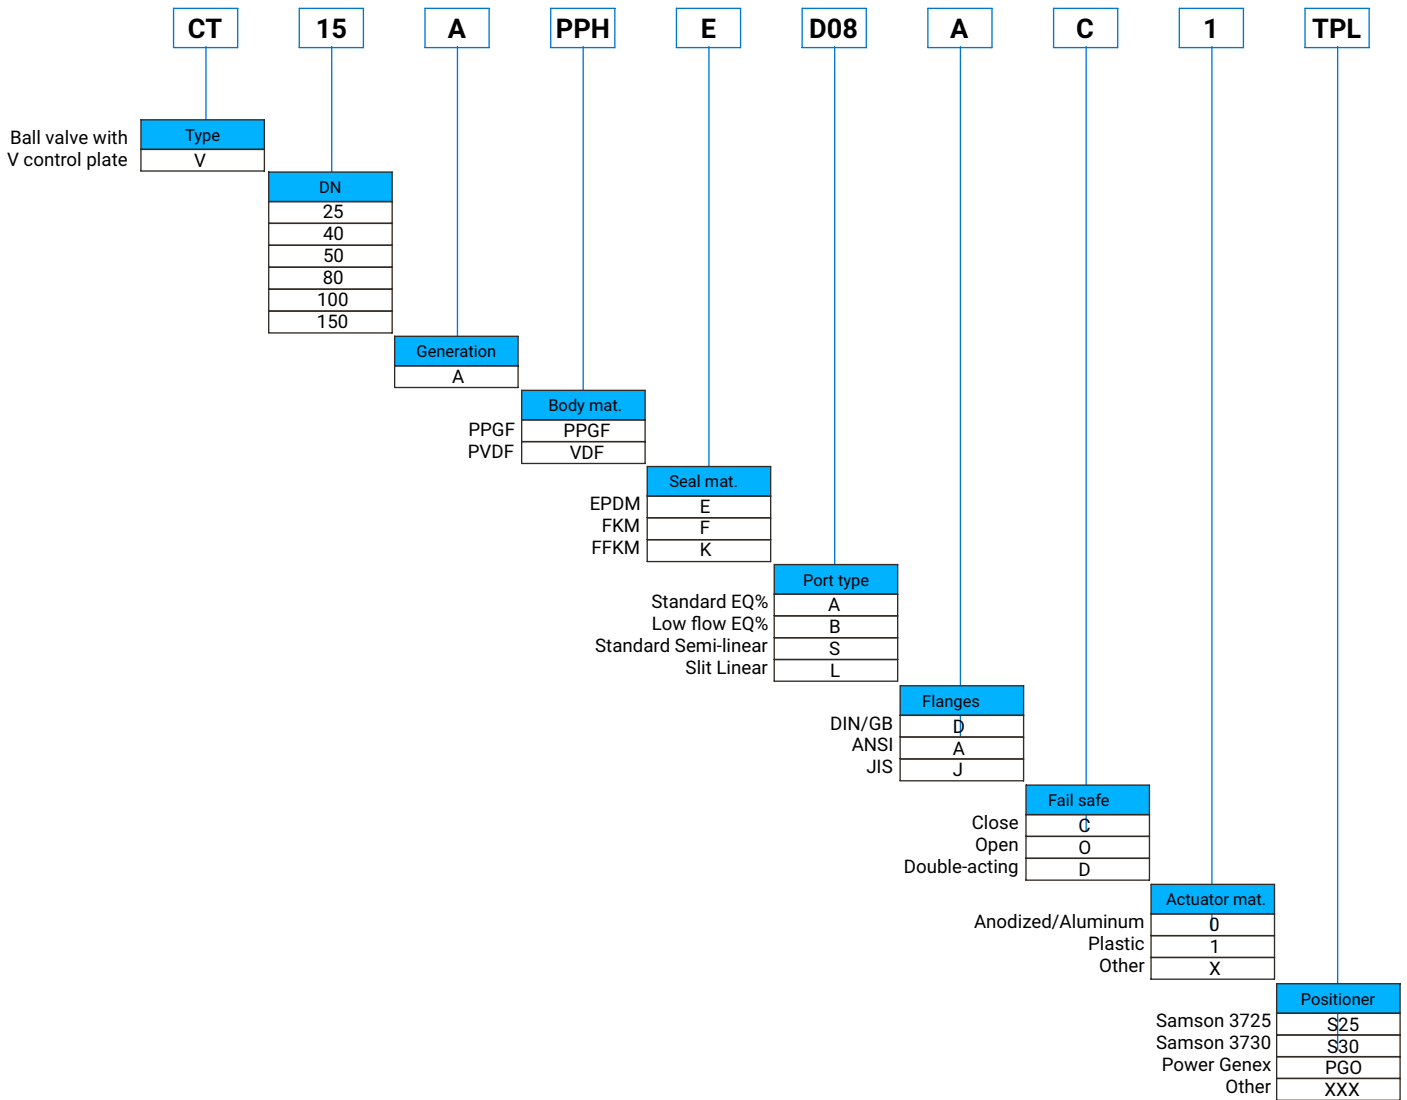 CT 15 A PPH E D08 A C 1 TPL
Type
Ball valve with
V control plate
V
DN
25
40
50
80
100
150
Generation
A
Body mat.
PPGF PPGF
PVDF VDF
Seal mat.
EPDM E
FKM F
FFKM K
Port type
Standard EQ% A
Low flow EQ% B
Standard Semi-linear S
Slit Linear L
Flanges
DIN/GB D
ANSI A
JIS J
Fail safe
Close C
Open O
Double-acting D
Actuator mat.
Anodized/Aluminum 0
Plastic 1
Other X
Positioner
Samson 3725 S25
Samson 3730 S30
Power Genex PGO
Other XXX